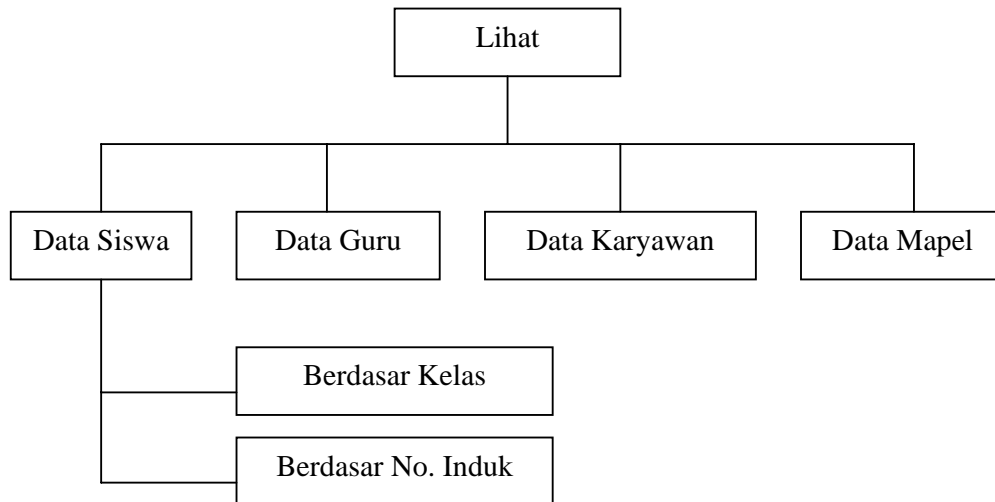 Lihat
Data Siswa
Data Guru
Data Karyawan
Data Mapel
Berdasar Kelas
Berdasar No. Induk